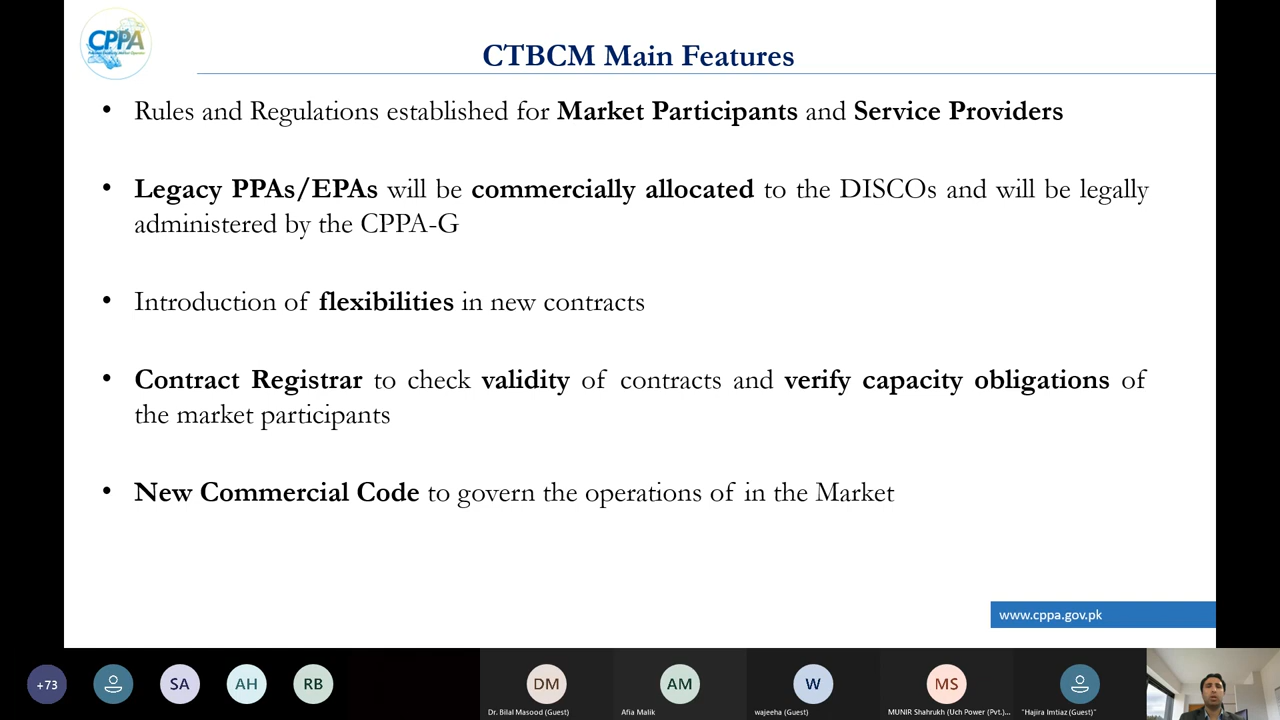 CPPA
CTBCM Main Features
• Rules and Regulations established for Market Participants and Service Providers
• Legacy PPAs/EPAs will be commercially allocated to the DISCOs and will be legally
administered by the CPPA-G
• Introduction of flexibilities in new contracts
• Contract Registrar to check validity of contracts and verify capacity obligations of
the market participants
• New Commercial Code to govern the operations of in the Market
www.cppa.gov.pk
+73
SA
AH
RB
DM
AM
W
MS
Dr. Bilal Masood (Guest)
Afia Malik
wajeeha (Guest)
MUNIR Shahrukh (Uch Power (Pvt.)...
"Hajira Imtiaz (Guest)"